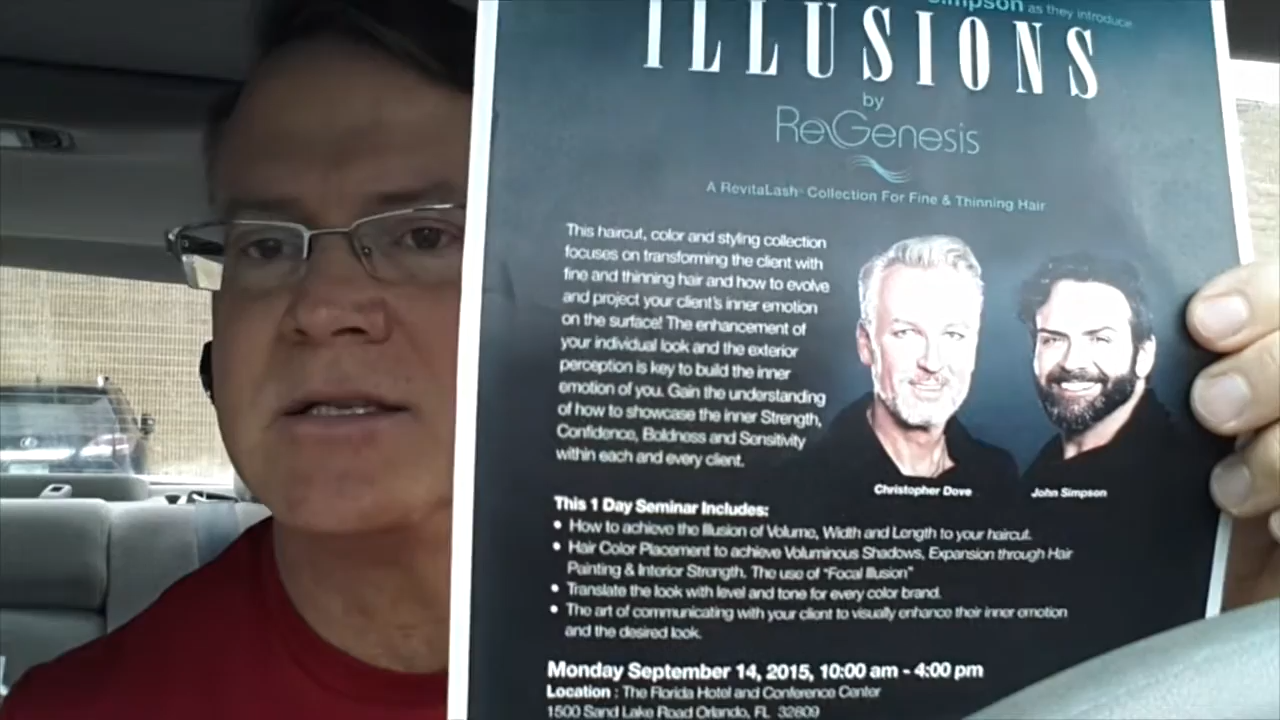 Simpson as they introduce
ILLUSIONS
by
ReGenesis
A RevitaLash Collection For Fine & Thinning Hair
This haircut, color and styling collection
focuses on transforming the client with
fine and thinning hair and how to evolve
and project your client's inner emotion
on the surface! The enhancement of
your individual look and the exterior
perception is key to build the inner
emotion of you. Gain the understanding
of how to showcase the inner Strength,
Confidence, Boldness and Sensitivity
within each and every client.
Christopher Dove
John Simpson
This 1 Day Seminar Includes:
• How to achieve the Illusion of Volume, Width and Length to your haircut.
• Hair Color Placement to achieve Voluminous Shadows, Expansion through Hair
Painting & Interior Strength. The use of "Focal Illusion"
• Translate the look with level and tone for every color brand.
• The art of communicating with your client to visually enhance their inner emotion
and the desired look.
Monday September 14, 2015, 10:00 am - 4:00 pm
Location : The Florida Hotel and Conference Center
1500 Sand Lake Road Orlando, FL 32809